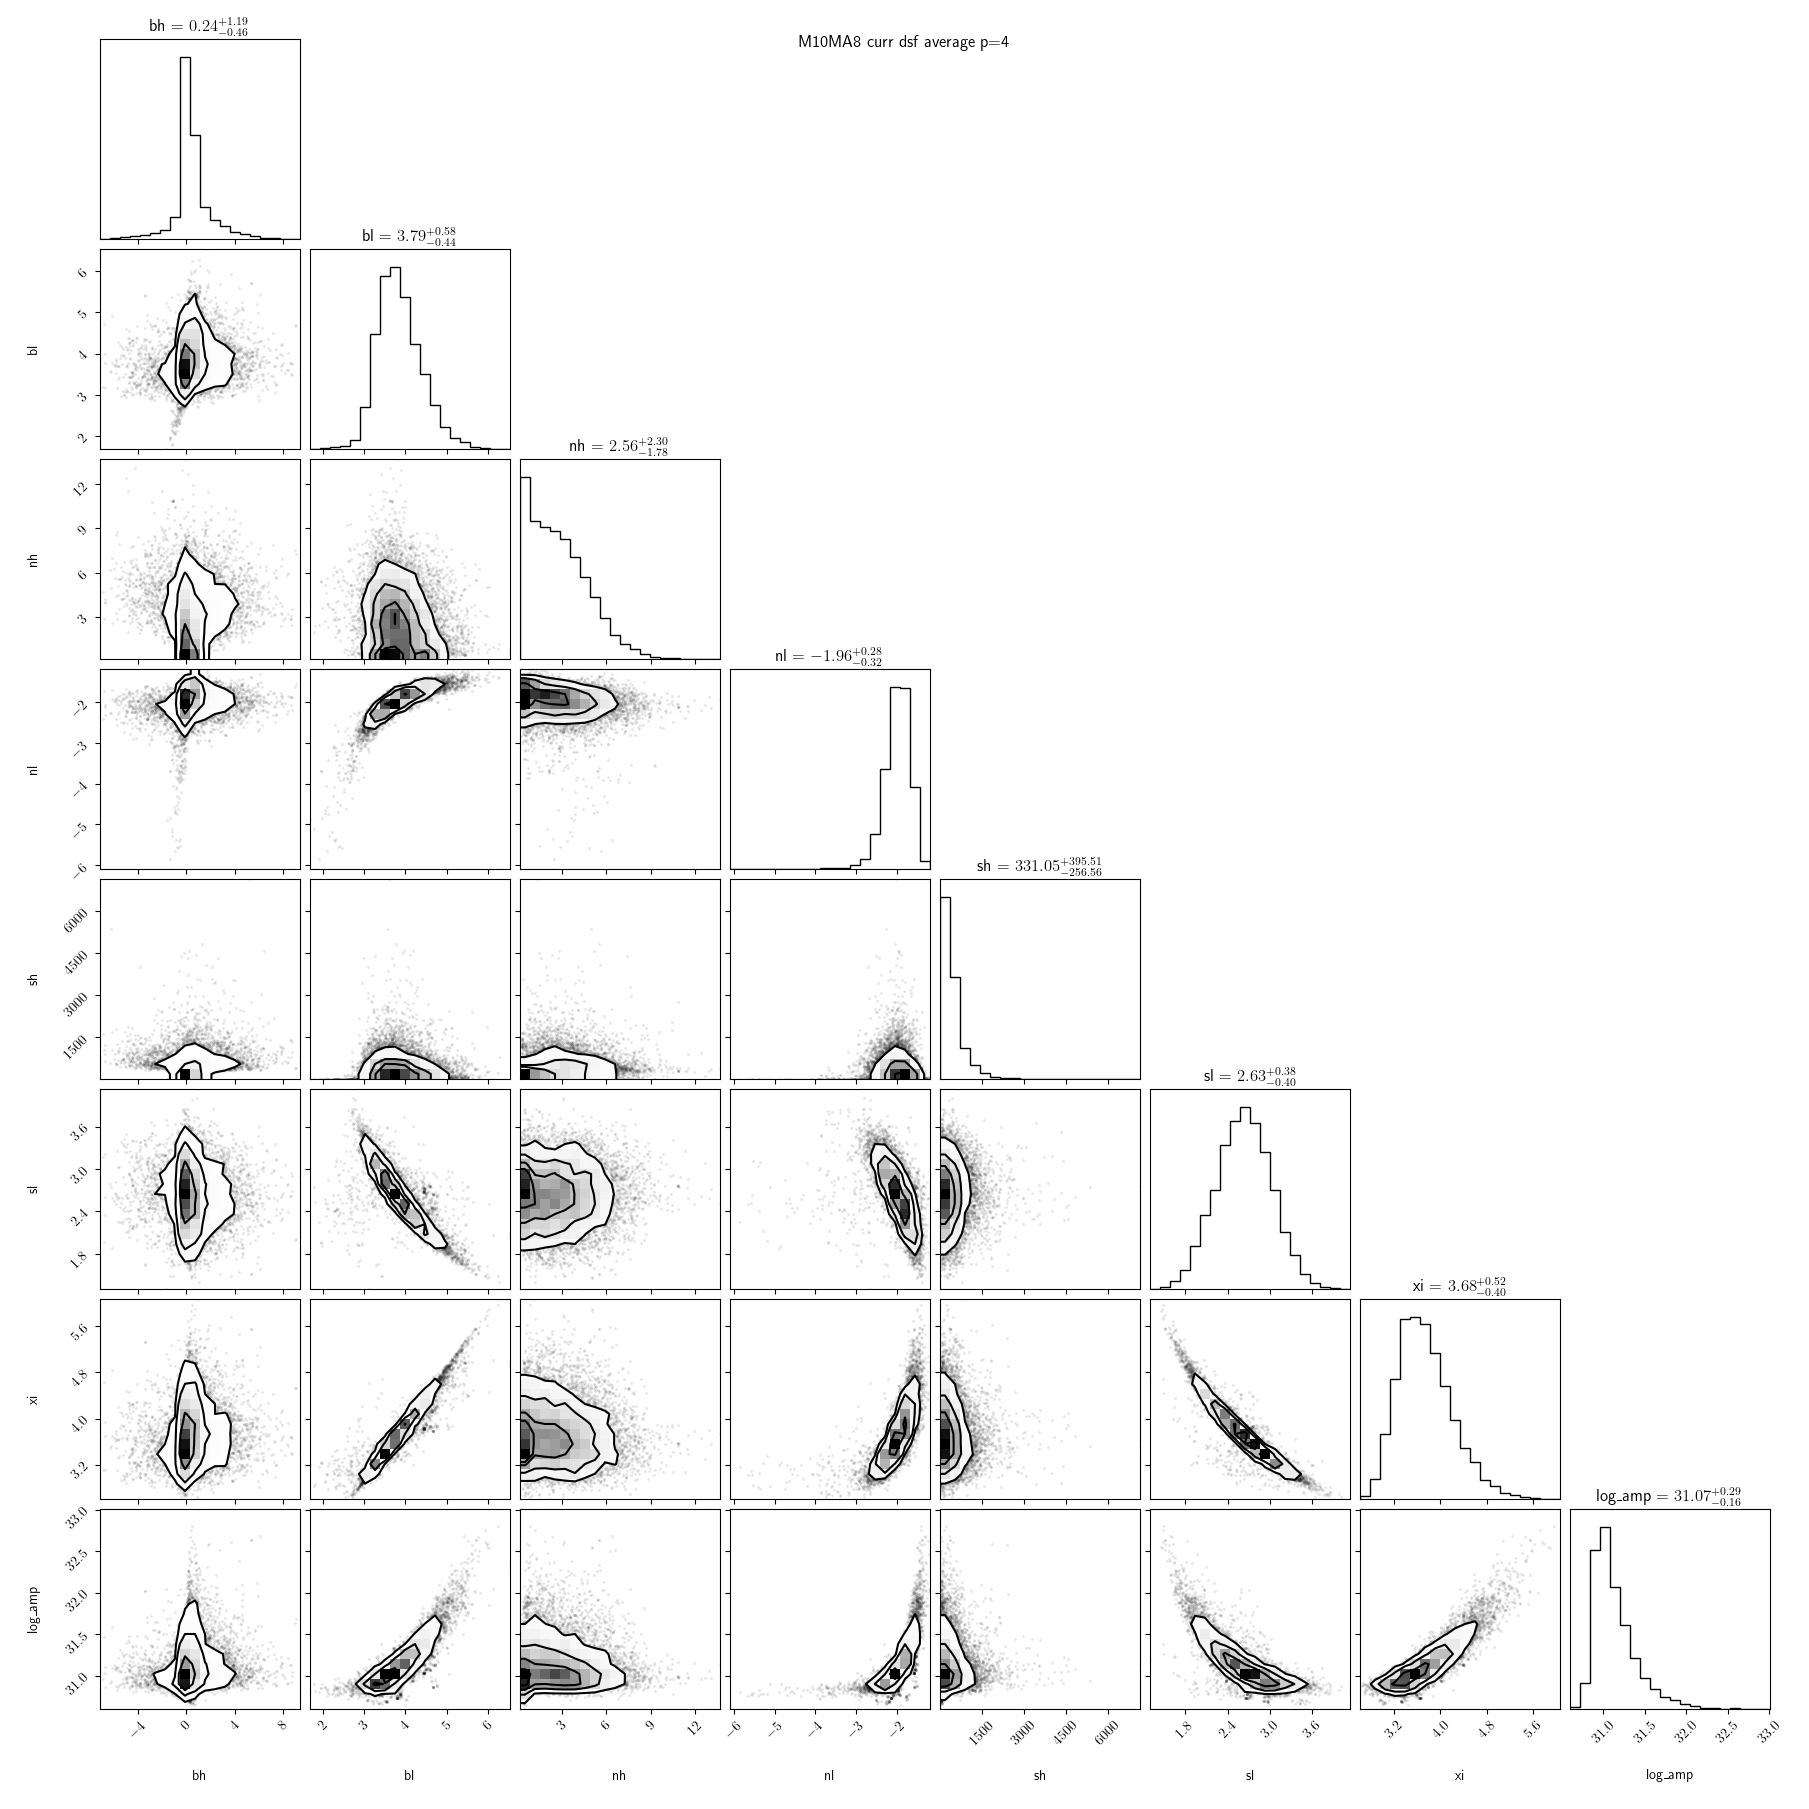 M10MA8 curr dsf average p=4
bh = 0.24 +1.19 −0.46
bl = 3.79 +0.58 −0.44
6
5
4
3
2
bl
nh = 2.56 +2.30 −1.78
12
9
6
3
nh
nl = −1.96 +0.28 −0.32
−2
−3
−4
−5
−6
nl
sh = 331.05 +395.51 −256.56
6000
4500
3000
1500
sh
sl = 2.63 +0.38 −0.40
3.6
3.0
2.4
1.8
sl
xi = 3.68 +0.52 −0.40
5.6
4.8
4.0
3.2
xi
log_amp = 31.07 +0.29 −0.16
33.0
32.5
32.0
31.5
31.0
log_amp
−4 0 4 8 2 3 4 5 6 3 6 9 12 −6 −5 −4 −3 −2 1500 3000 4500 6000 1.8 2.4 3.0 3.6 3.2 4.0 4.8 5.6 31.0 31.5 32.0 32.5 33.0
bh bl nh nl sh sl xi log_amp